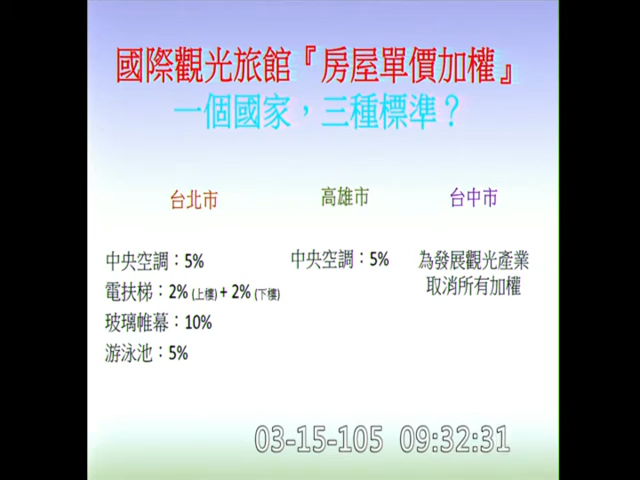 國際觀光旅館『房屋單價加權』
一個國家，三種標準？
台北市
高雄市
台中市
中央空調：5%
電扶梯：2% (上樓) + 2% (下樓)
玻璃帷幕：10%
游泳池：5%
中央空調：5%
為發展觀光產業
取消所有加權
03-15-105 09:32:31